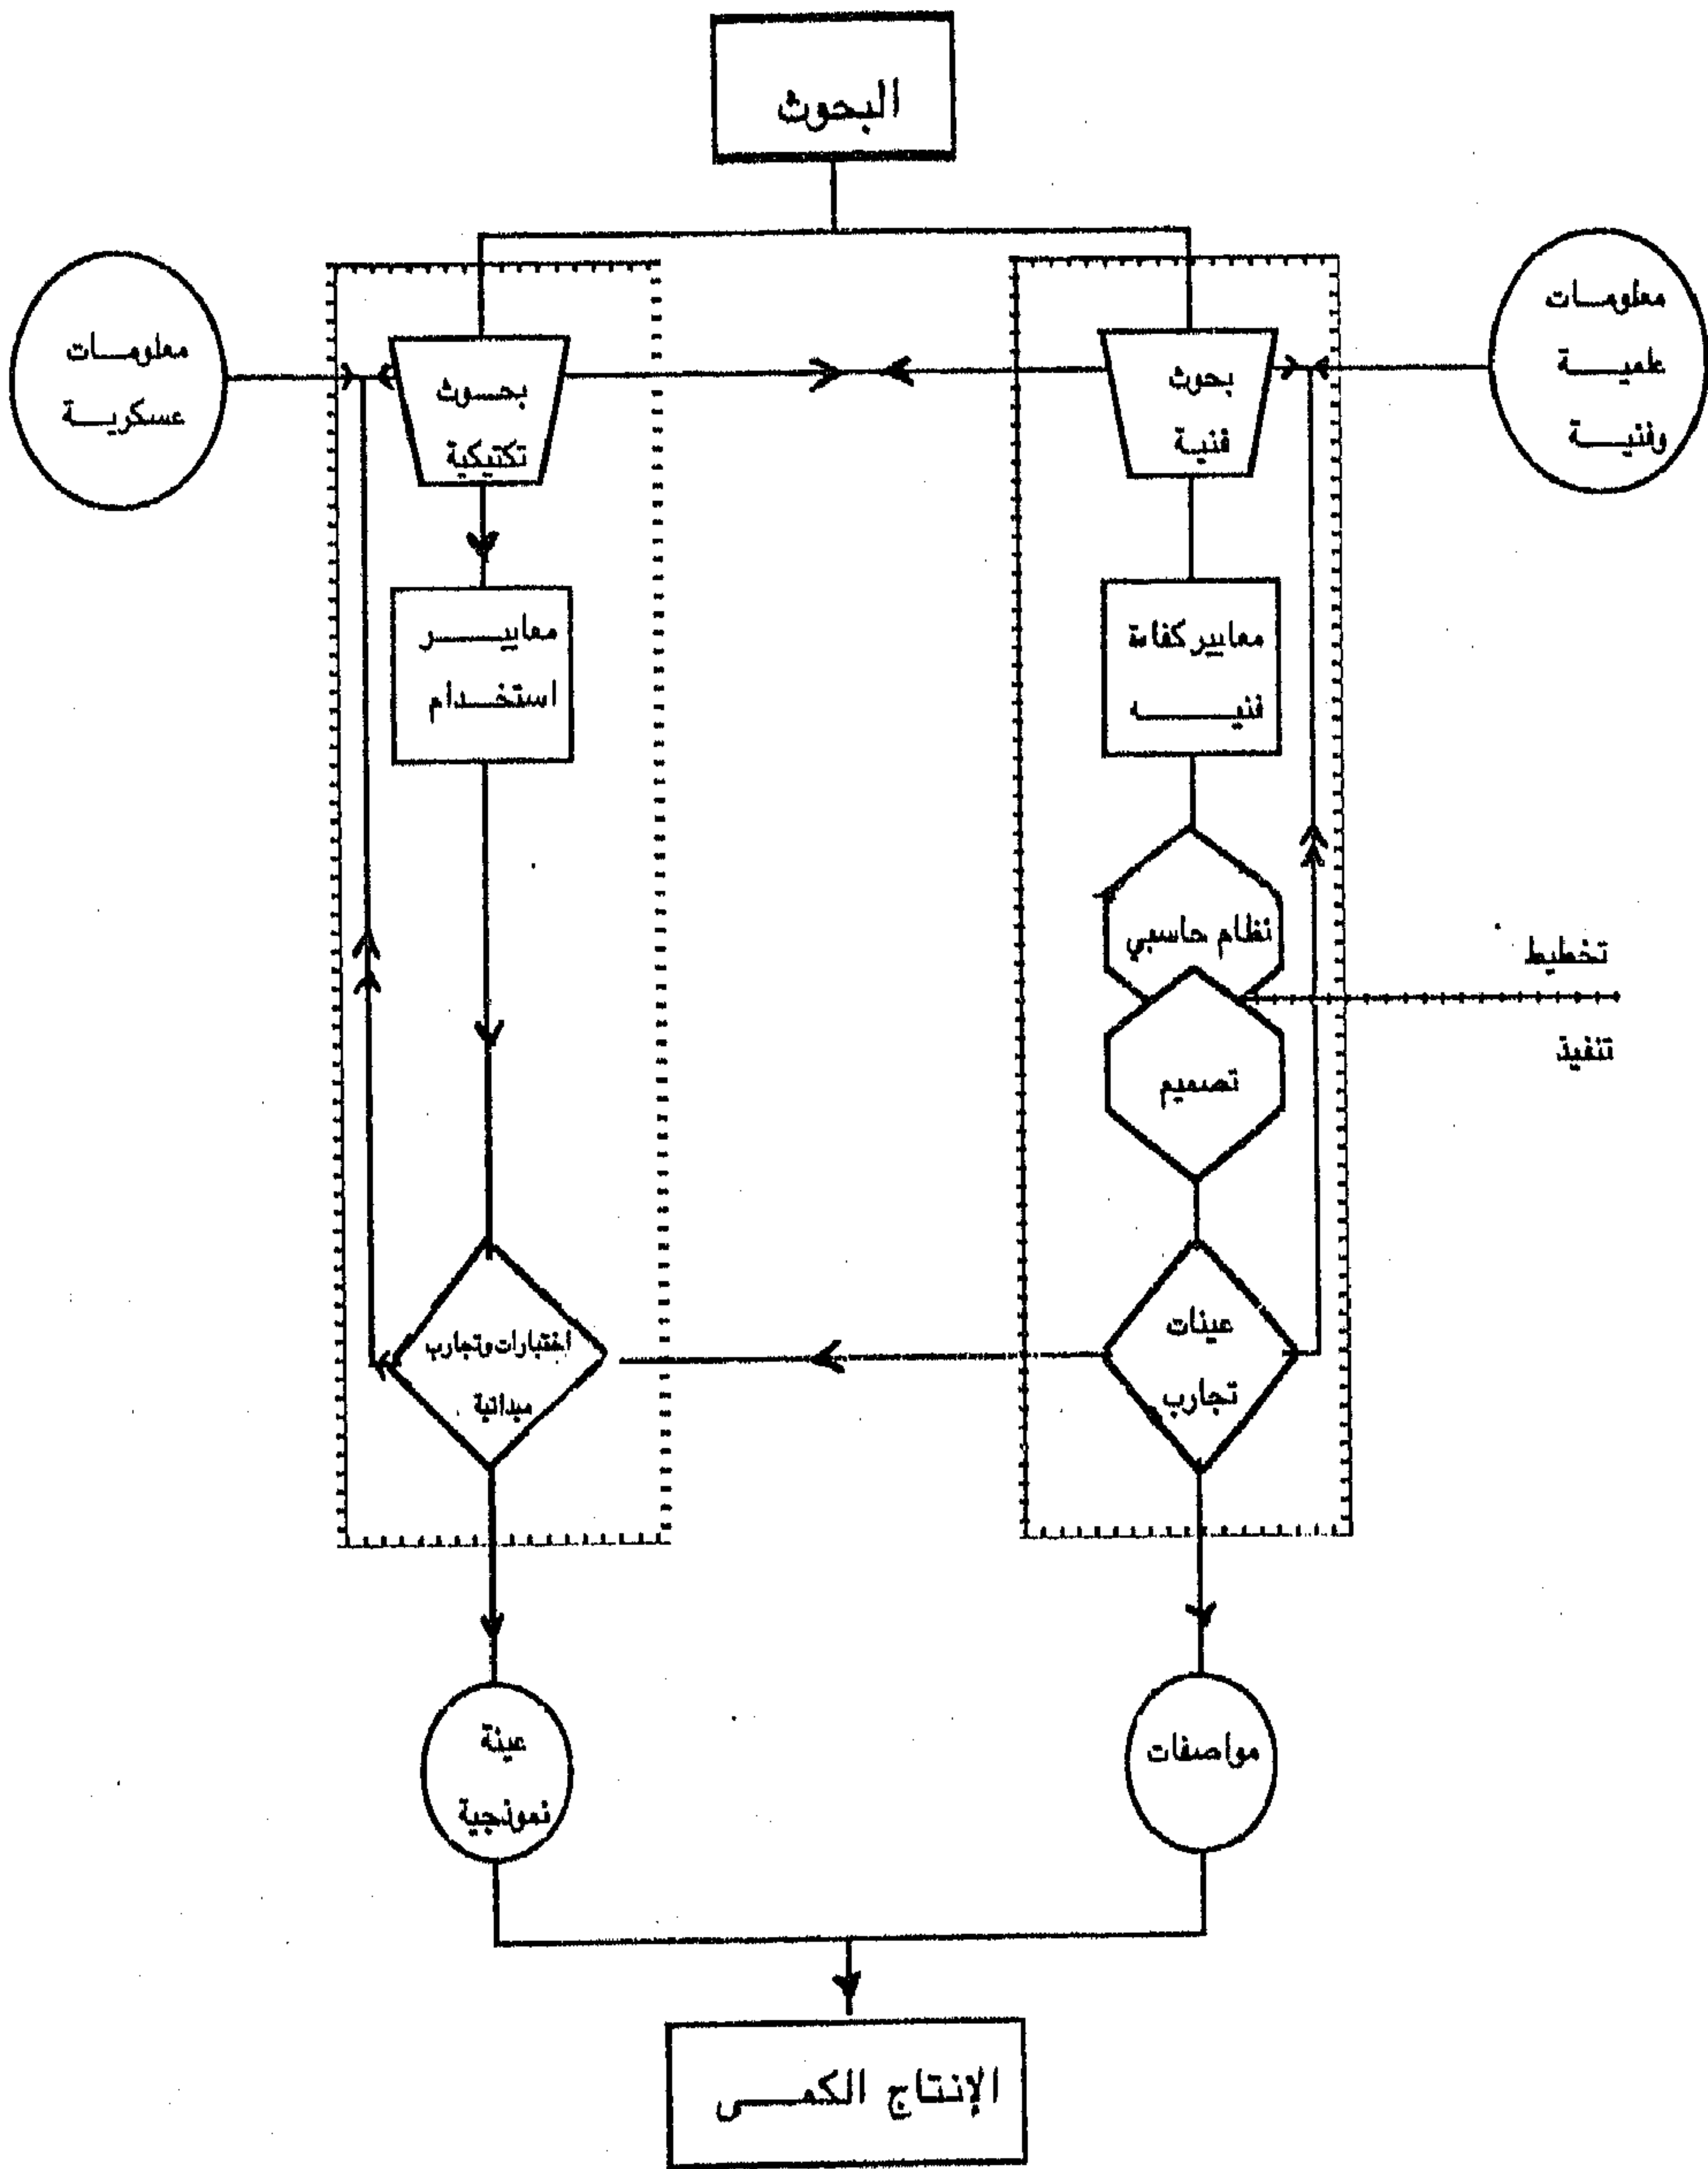 البحوث
معلومات
علمية
وفنية
بحوث
فنية
بحوث
تكتيكية
معلومات
عسكرية
معايير كفاءة
فنيه
معايير
استخدام
نظام حاسبي
تخطيط
تنفيذ
تصميم
عينات
تجارب
اختبارات وتجارب
ميدانية
مواصفات
عينة
نموذجية
الإنتاج الكمى